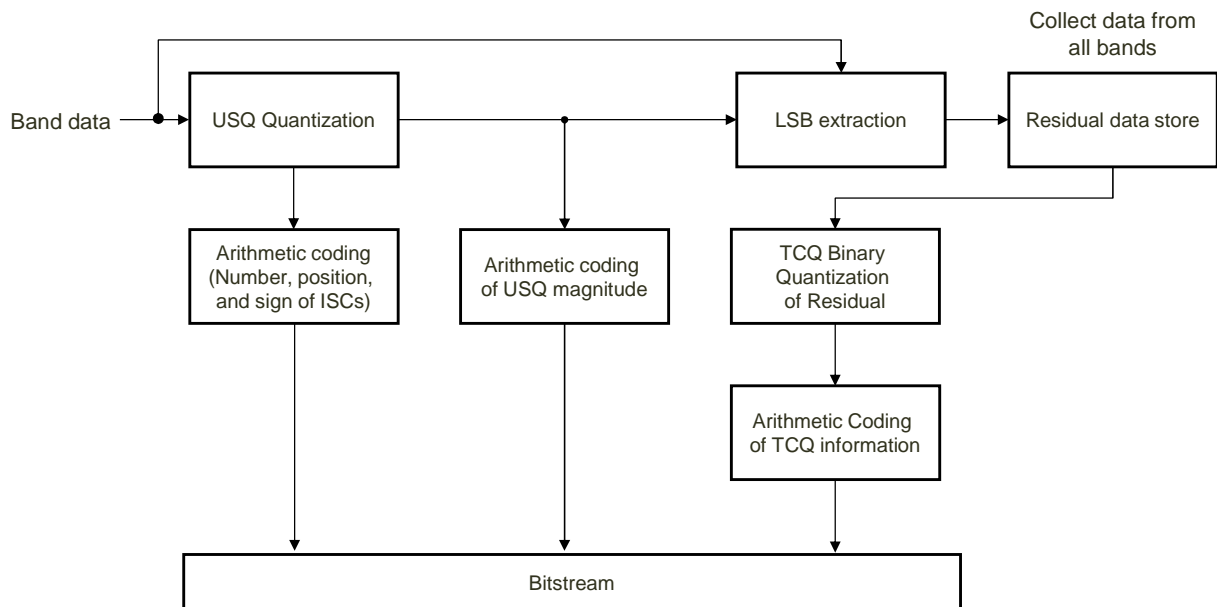 Collect data from
all bands
Band data
USQ Quantization
LSB extraction
Residual data store
Arithmetic coding
(Number, position,
and sign of ISCs)
Arithmetic coding
of USQ magnitude
TCQ Binary
Quantization
of Residual
Arithmetic Coding
of TCQ information
Bitstream